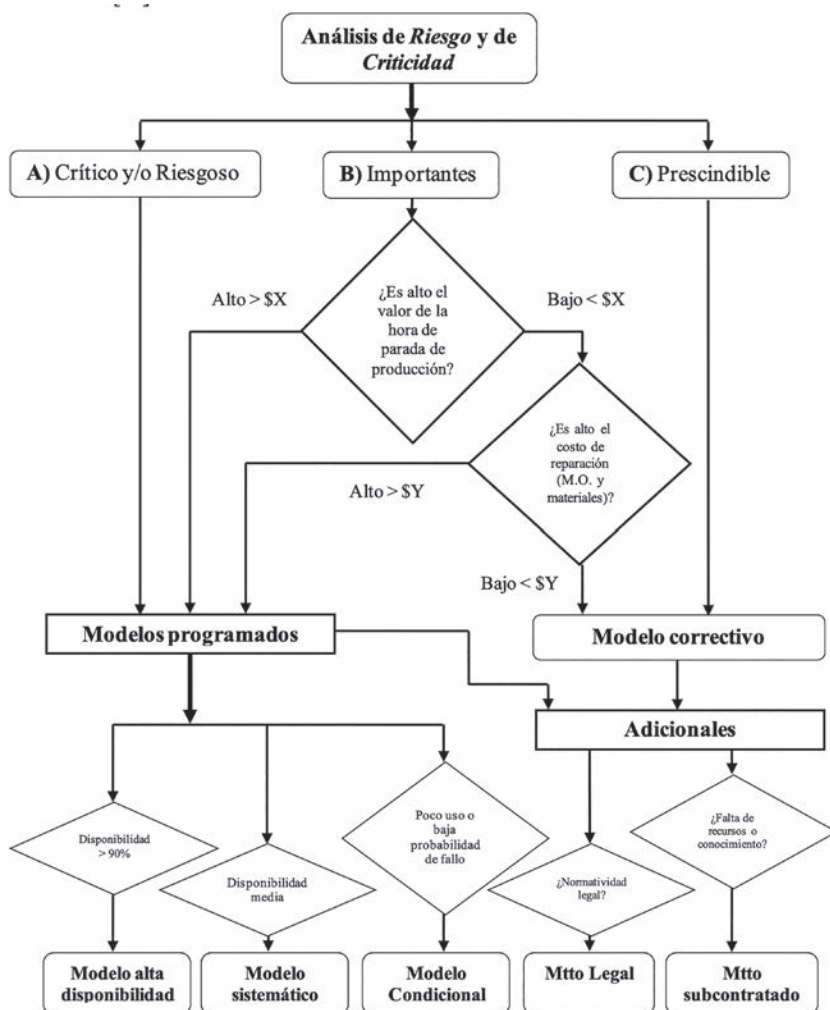 Análisis de Riesgo y de
Criticidad
A) Crítico y/o Riesgoso
B) Importantes
C) Prescindible
Alto > $X
¿Es alto el
valor de la
hora de
parada de
producción?
Bajo < $X
¿Es alto el
costo de
reparación
(M.O. y
materiales)?
Alto > $Y
Bajo < $Y
Modelos programados
Modelo correctivo
Adicionales
Disponibilidad
> 90%
Disponibilidad
media
Poco uso o
baja
probabilidad
de fallo
¿Normatividad
legal?
¿Falta de
recursos o
conocimiento?
Modelo alta
disponibilidad
Modelo
sistemático
Modelo
Condicional
Mtto Legal
Mtto
subcontratado